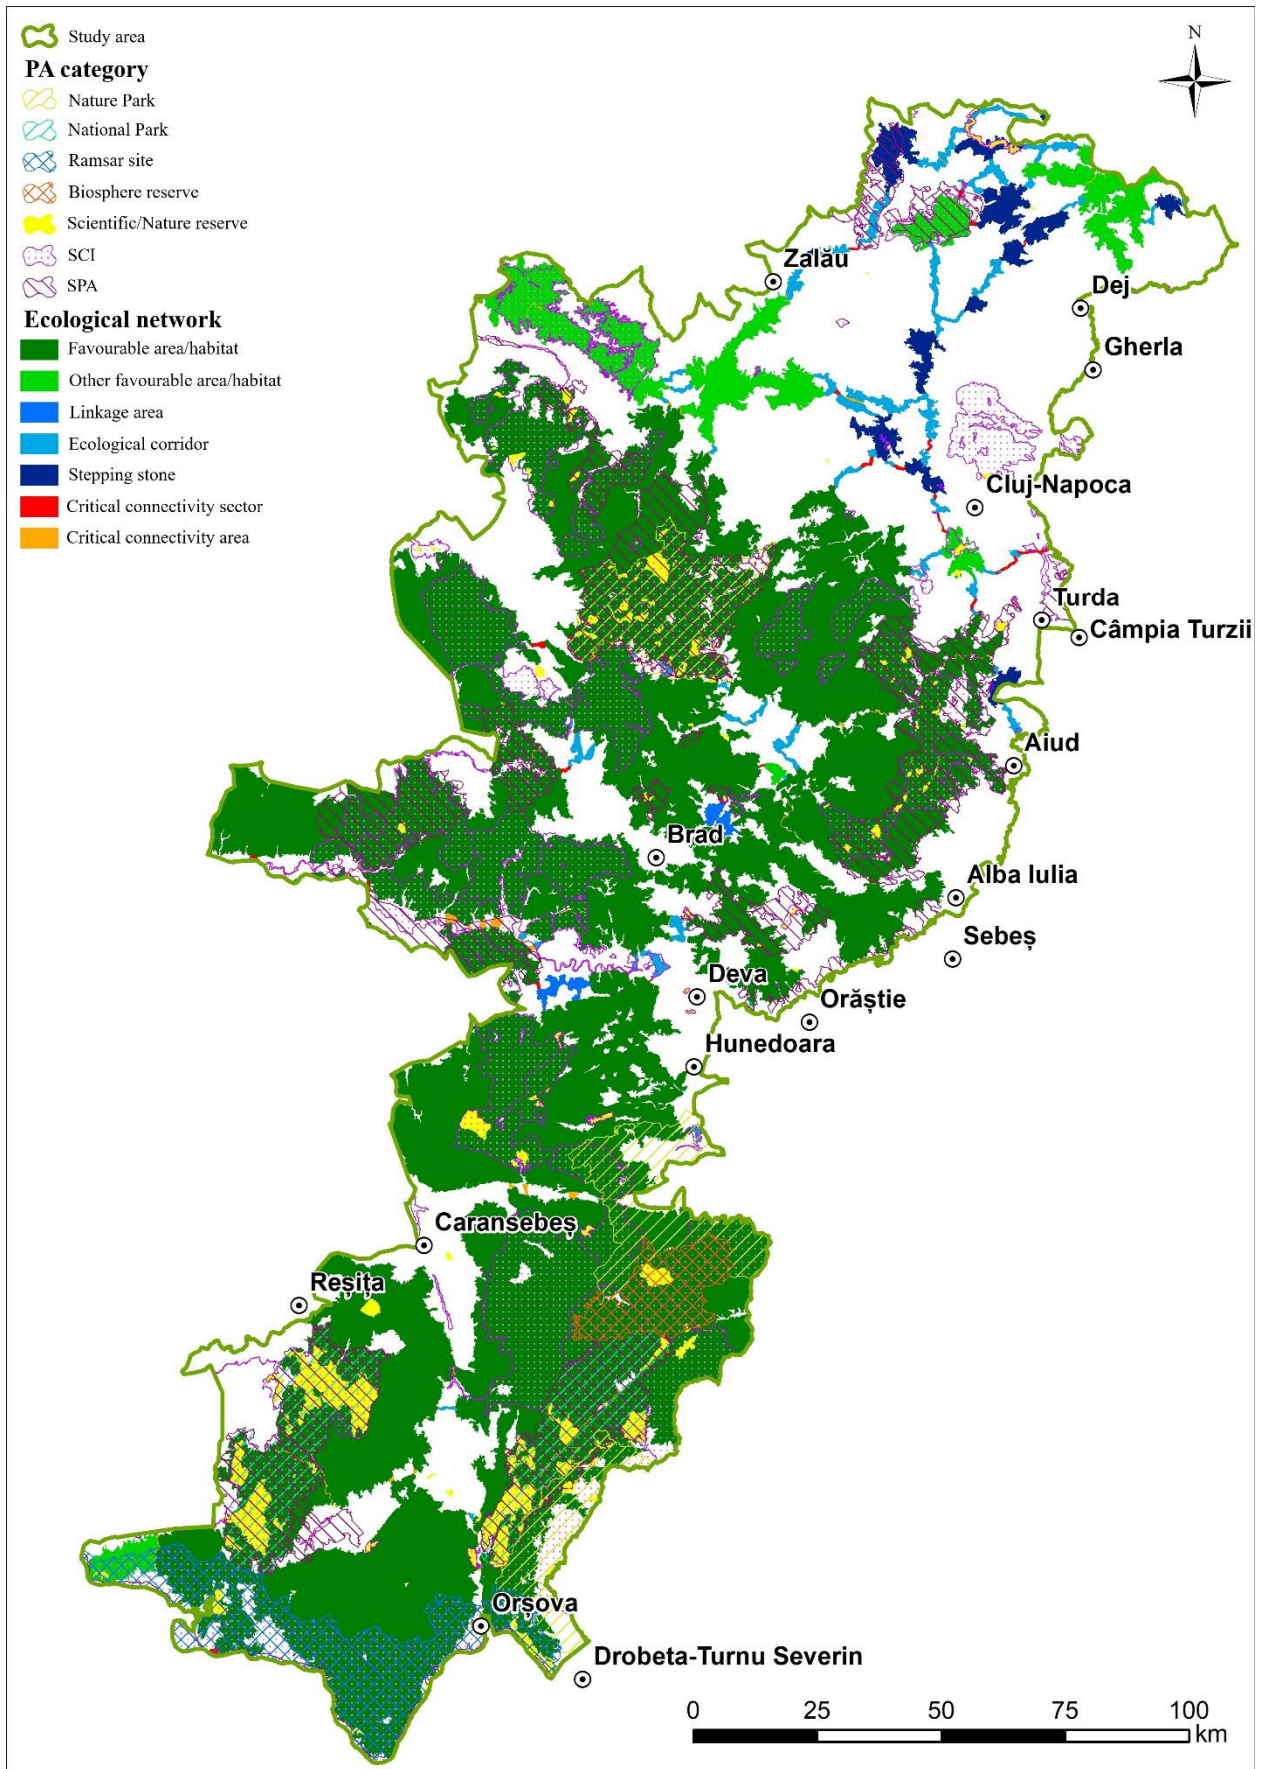 N
Study area
PA category
Nature Park
National Park
Ramsar site
Biosphere reserve
Scientific/Nature reserve
SCI
SPA
Ecological network
Favourable area/habitat
Other favourable area/habitat
Linkage area
Ecological corridor
Stepping stone
Critical connectivity sector
Critical connectivity area
Zalău
Dej
Gherla
Cluj-Napoca
Turda
Câmpia Turzii
Aiud
Brad
Alba Iulia
Sebeș
Deva
Orăștie
Hunedoara
Caransebeș
Reșița
Orșova
Drobeta-Turnu Severin
0 25 50 75 100
km